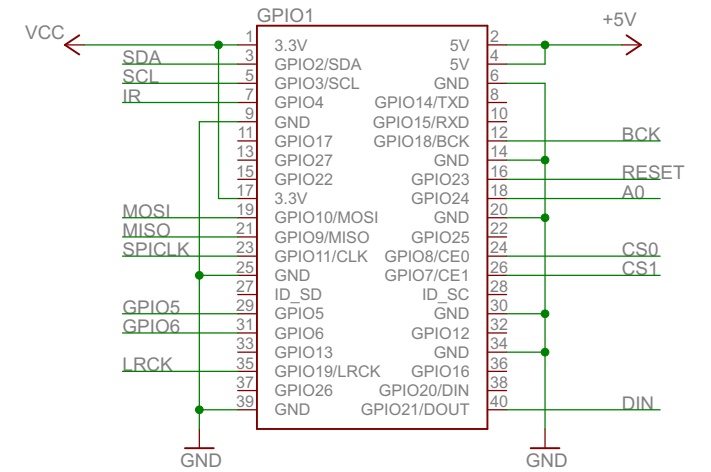 GPIO1
VCC +5V
1 3.3V 5V 2
SDA 3 GPIO2/SDA 5V 4
SCL 5 GPIO3/SCL GND 6
IR 7 GPIO4 GPIO14/TXD 8
9 GND GPIO15/RXD 10
11 GPIO17 GPIO18/BCK 12 BCK
13 GPIO27 GND 14
15 GPIO22 GPIO23 16 RESET
17 3.3V GPIO24 18 A0
MOSI 19 GPIO10/MOSI GND 20
MISO 21 GPIO9/MISO GPIO25 22
SPICLK 23 GPIO11/CLK GPIO8/CE0 24 CS0
25 GND GPIO7/CE1 26 CS1
27 ID_SD ID_SC 28
GPIO5 29 GPIO5 GND 30
GPIO6 31 GPIO6 GPIO12 32
33 GPIO13 GND 34
LRCK 35 GPIO19/LRCK GPIO16 36
37 GPIO26 GPIO20/DIN 38
39 GND GPIO21/DOUT 40 DIN
GND GND